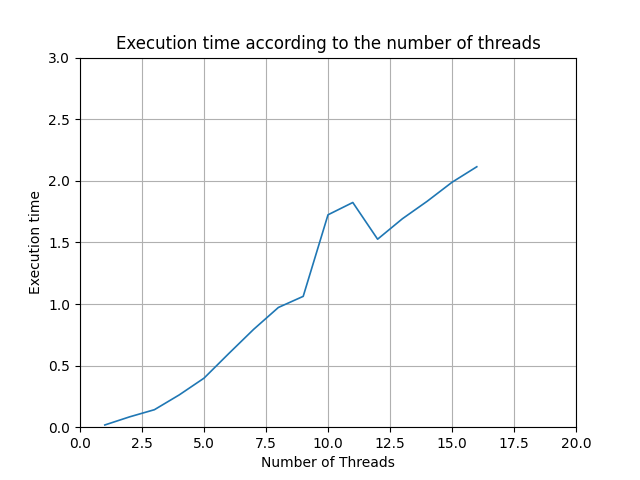 Execution time according to the number of threads
3.0
2.5
2.0
1.5
1.0
0.5
0.0
Execution time
0.0 2.5 5.0 7.5 10.0 12.5 15.0 17.5 20.0
Number of Threads